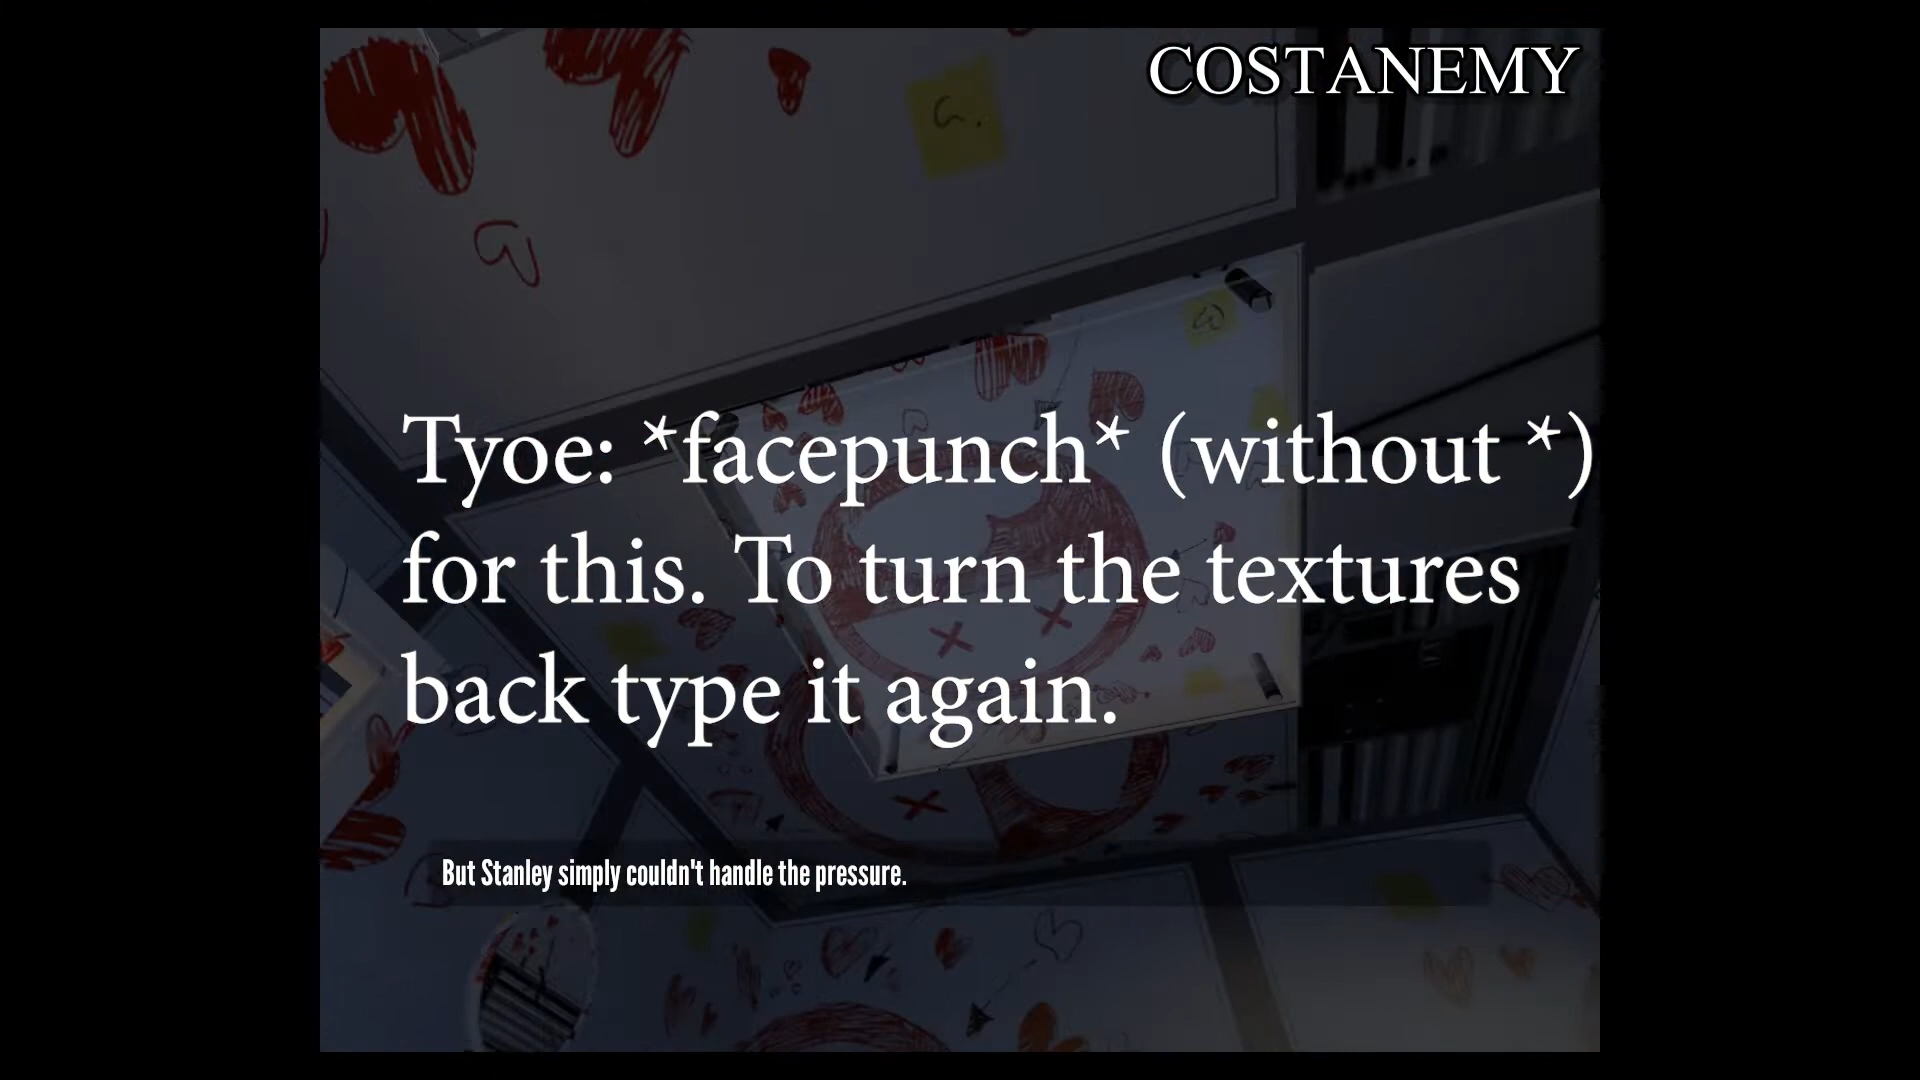 COSTANEMY
Tyoe: *facepunch* (without *)
for this. To turn the textures
back type it again.
But Stanley simply couldn't handle the pressure.